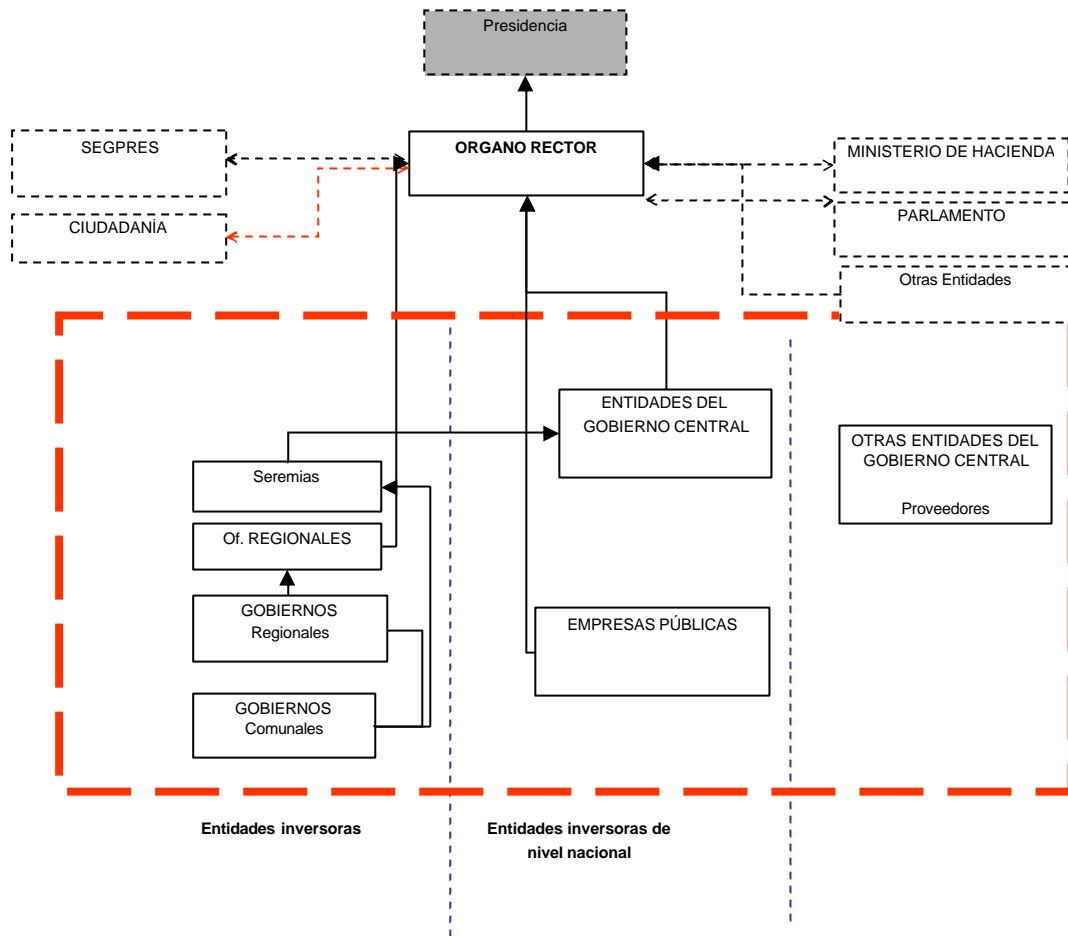 Presidencia
ORGANO RECTOR
SEGPRES
CIUDADANÍA
MINISTERIO DE HACIENDA
PARLAMENTO
Otras Entidades
ENTIDADES DEL
GOBIERNO CENTRAL
OTRAS ENTIDADES DEL
GOBIERNO CENTRAL
Proveedores
Seremias
Of. REGIONALES
GOBIERNOS
Regionales
EMPRESAS PÚBLICAS
GOBIERNOS
Comunales
Entidades inversoras
Entidades inversoras de
nivel nacional